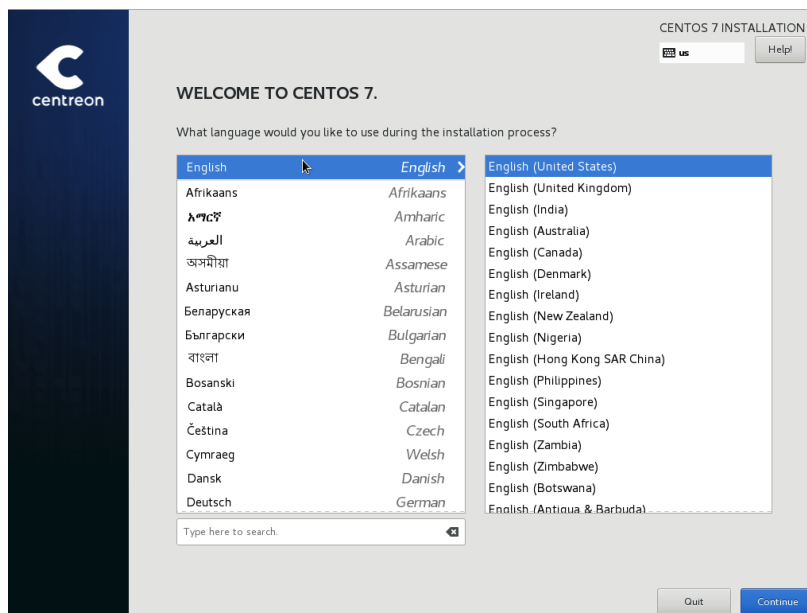 CENTOS 7 INSTALLATION
us
Help!
centreon
WELCOME TO CENTOS 7.
What language would you like to use during the installation process?
English English
Afrikaans Afrikaans
አማርኛ Amharic
العربية Arabic
অসমীয়া Assamese
Asturianu Asturian
Беларуская Belarusian
Български Bulgarian
বাংলা Bengali
Bosanski Bosnian
Català Catalan
Čeština Czech
Cymraeg Welsh
Dansk Danish
Deutsch German
Type here to search.
English (United States)
English (United Kingdom)
English (India)
English (Australia)
English (Canada)
English (Denmark)
English (Ireland)
English (New Zealand)
English (Nigeria)
English (Hong Kong SAR China)
English (Philippines)
English (Singapore)
English (South Africa)
English (Zambia)
English (Zimbabwe)
English (Botswana)
English (Antigua & Barbuda)
Quit
Continue